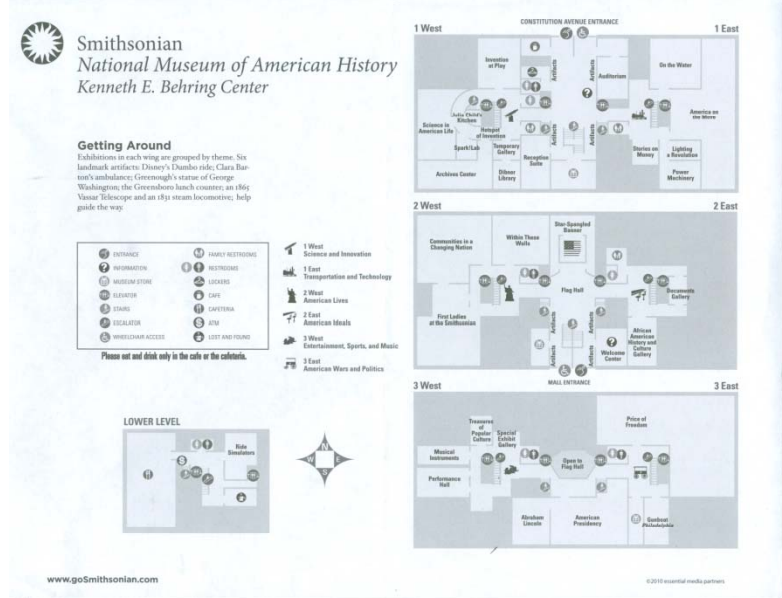 Smithsonian
National Museum of American History
Kenneth E. Behring Center
Getting Around
Exhibitions in each wing are grouped by theme. Six
landmark artifacts: Disney's Dumbo ride; Clara Bar-
ton's ambulance; Greenough's statue of George
Washington; the Greensboro lunch counter; an 1865
Vassar Telescope and an 1831 steam locomotive; help
guide the way.
ENTRANCE
INFORMATION
MUSEUM STORE
ELEVATOR
STAIRS
ESCALATOR
WHEELCHAIR ACCESS
FAMILY RESTROOMS
RESTROOMS
LOCKERS
CAFE
CAFETERIA
ATM
LOST AND FOUND
Please eat and drink only in the cafe or the cafeteria.
1 West
Science and Innovation
1 East
Transportation and Technology
2 West
American Lives
2 East
American Ideals
3 West
Entertainment, Sports, and Music
3 East
American Wars and Politics
LOWER LEVEL
Ride
Simulators
N
W E
S
www.goSmithsonian.com
CONSTITUTION AVENUE ENTRANCE
1 West
1 East
Invention
at Play
Artifacts
Artifacts
Auditorium
On the Water
Julia Child's
Kitchen
Science in
American Life
Hotspot
of Invention
America on
the Move
Spark!Lab
Temporary
Gallery
Artifacts
Artifacts
Reception
Suite
Stories on
Money
Lighting
a Revolution
Archives Center
Dibner
Library
Power
Machinery
2 West
2 East
Star-Spangled
Banner
Communities in a
Changing Nation
Within These
Walls
Flag Hall
Documents
Gallery
First Ladies
at the Smithsonian
Artifacts
Artifacts
Artifacts
Artifacts
Welcome
Center
African
American
History and
Culture
Gallery
MALL ENTRANCE
3 West
3 East
Treasures
of
Popular
Culture
Special
Exhibit
Gallery
Price of
Freedom
Musical
Instruments
Open to
Flag Hall
Performance
Hall
Abraham
Lincoln
American
Presidency
Gunboat
Philadelphia
©2010 essential media partners